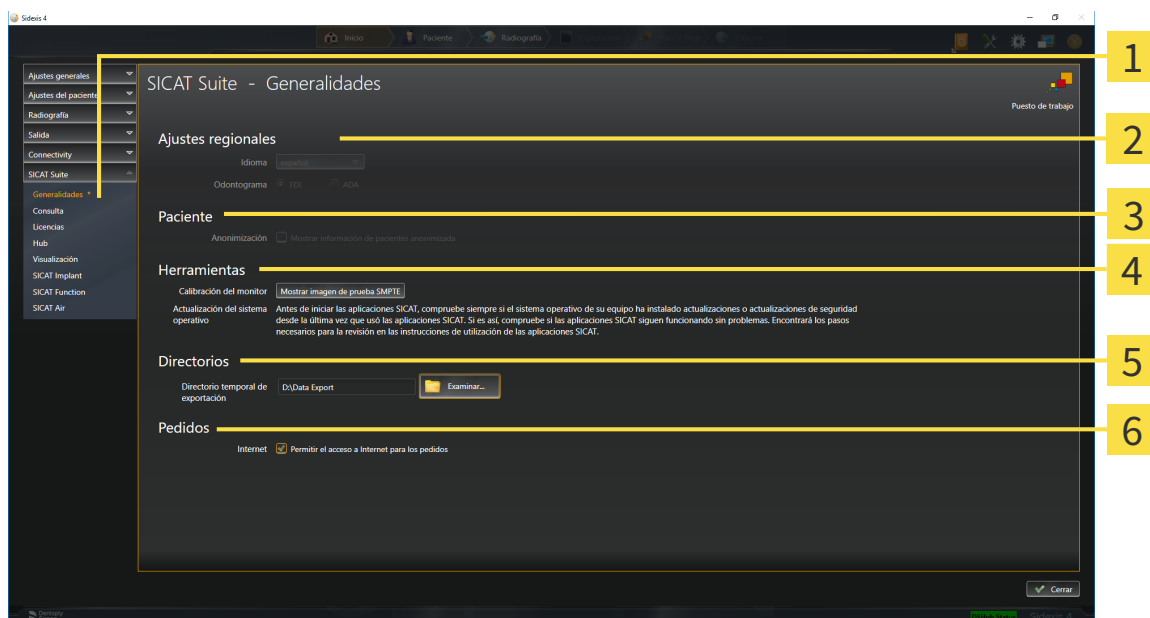 Sidexis 4
Inicio
Paciente
Radiografía
1
Ajustes generales
Ajustes del paciente
Radiografía
Salida
Connectivity
SICAT Suite
Generalidades *
Consulta
Licencias
Hub
Visualización
SICAT Implant
SICAT Function
SICAT Air
SICAT Suite - Generalidades
Puesto de trabajo
Ajustes regionales
2
Idioma español
Odontograma FDI ADA
Paciente
3
Anonimización Mostrar información de pacientes anonimizada
Herramientas
4
Calibración del monitor Mostrar imagen de prueba SMPTE
Actualización del sistema operativo
Antes de iniciar las aplicaciones SICAT, compruebe siempre si el sistema operativo de su equipo ha instalado actualizaciones o actualizaciones de seguridad
desde la última vez que usó las aplicaciones SICAT. Si es así, compruebe si las aplicaciones SICAT siguen funcionando sin problemas. Encontrará los pasos
necesarios para la revisión en las instrucciones de utilización de las aplicaciones SICAT.
Directorios
5
Directorio temporal de exportación
D:\Data Export
Examinar...
Pedidos
6
Internet Permitir el acceso a Internet para los pedidos
Cerrar
Dentsply
Sidexis 4